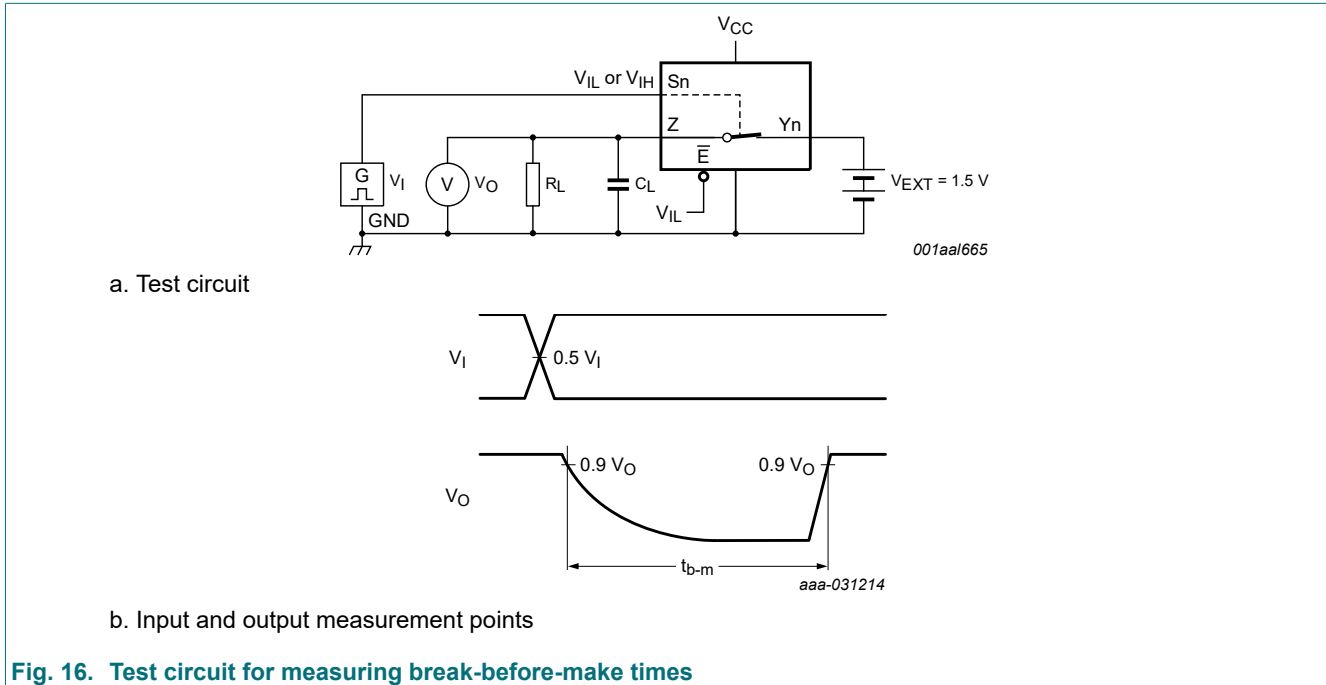 VCC
VIL or VIH Sn
Z Yn
E
G VI V VO RL CL VEXT = 1.5 V
VIL
GND
001aal665
a. Test circuit
VI 0.5 VI
0.9 VO 0.9 VO
VO
tb-m
aaa-031214
b. Input and output measurement points
Fig. 16. Test circuit for measuring break-before-make times